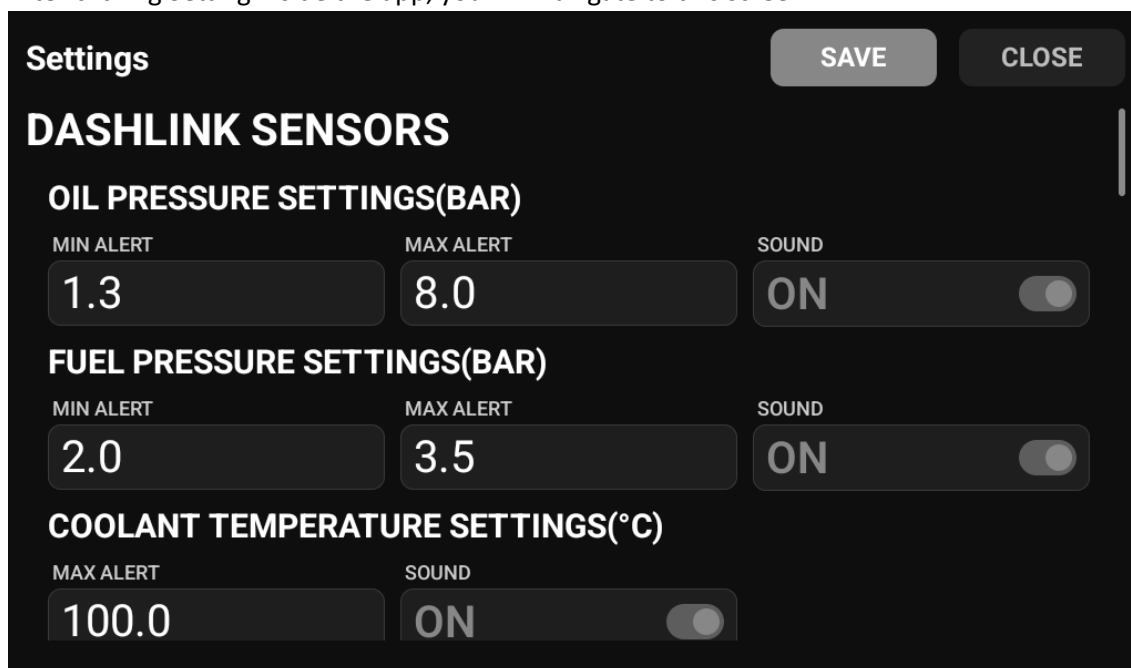 Settings SAVE CLOSE
DASHLINK SENSORS
OIL PRESSURE SETTINGS(BAR)
MIN ALERT MAX ALERT SOUND
1.3 8.0 ON
FUEL PRESSURE SETTINGS(BAR)
MIN ALERT MAX ALERT SOUND
2.0 3.5 ON
COOLANT TEMPERATURE SETTINGS(°C)
MAX ALERT SOUND
100.0 ON